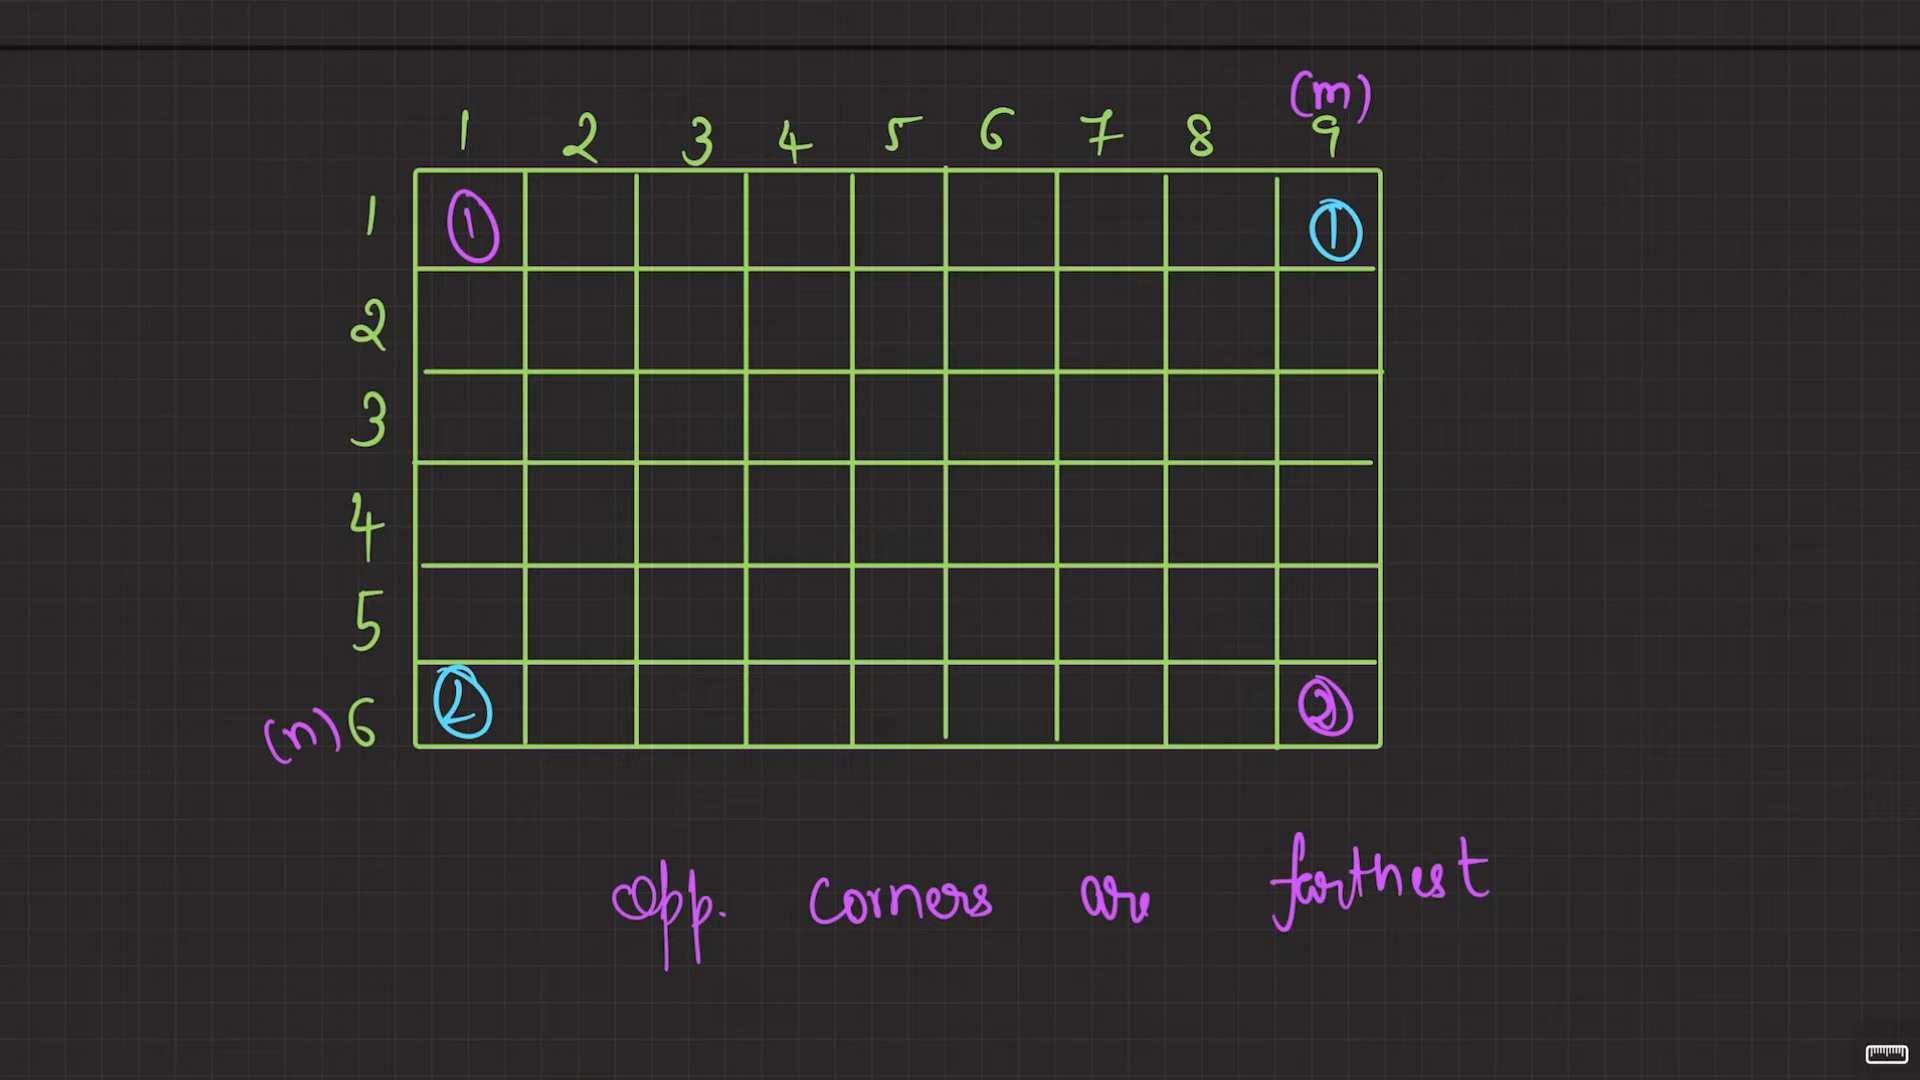 (m)
1 2 3 4 5 6 7 8 9
1 1 1
2
3
4
5
(n) 6 2 2
Opp. corners are farthest